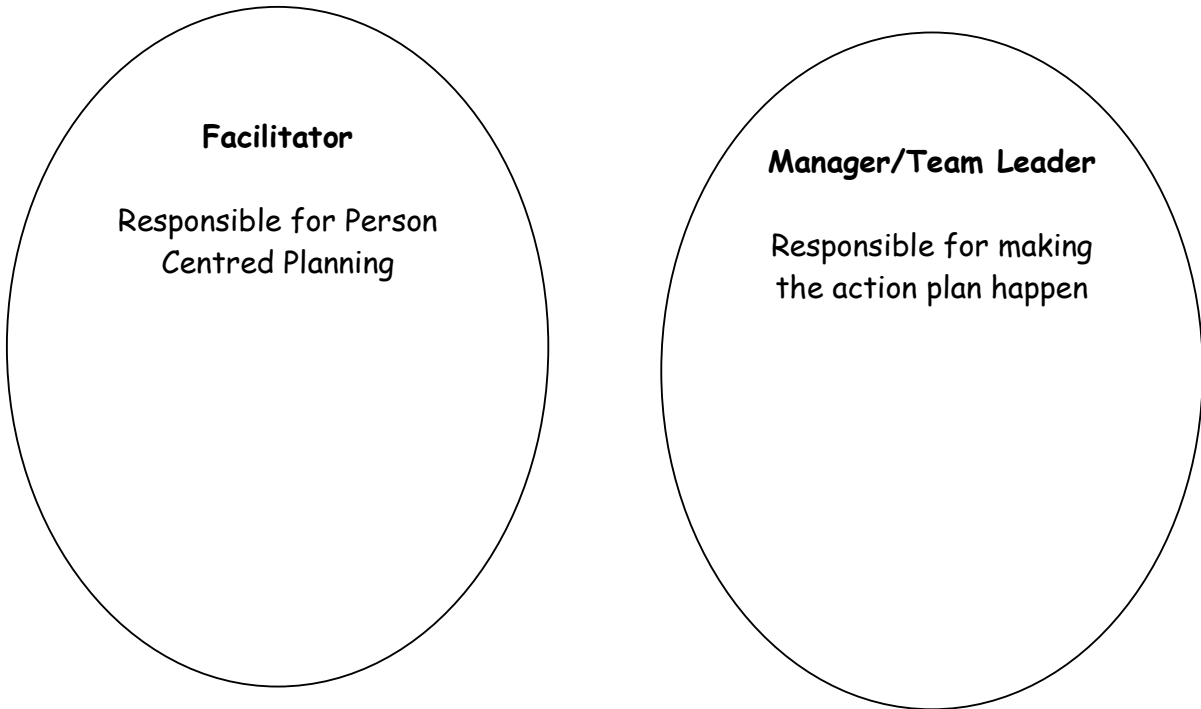 Facilitator
Responsible for Person
Centred Planning
Manager/Team Leader
Responsible for making
the action plan happen